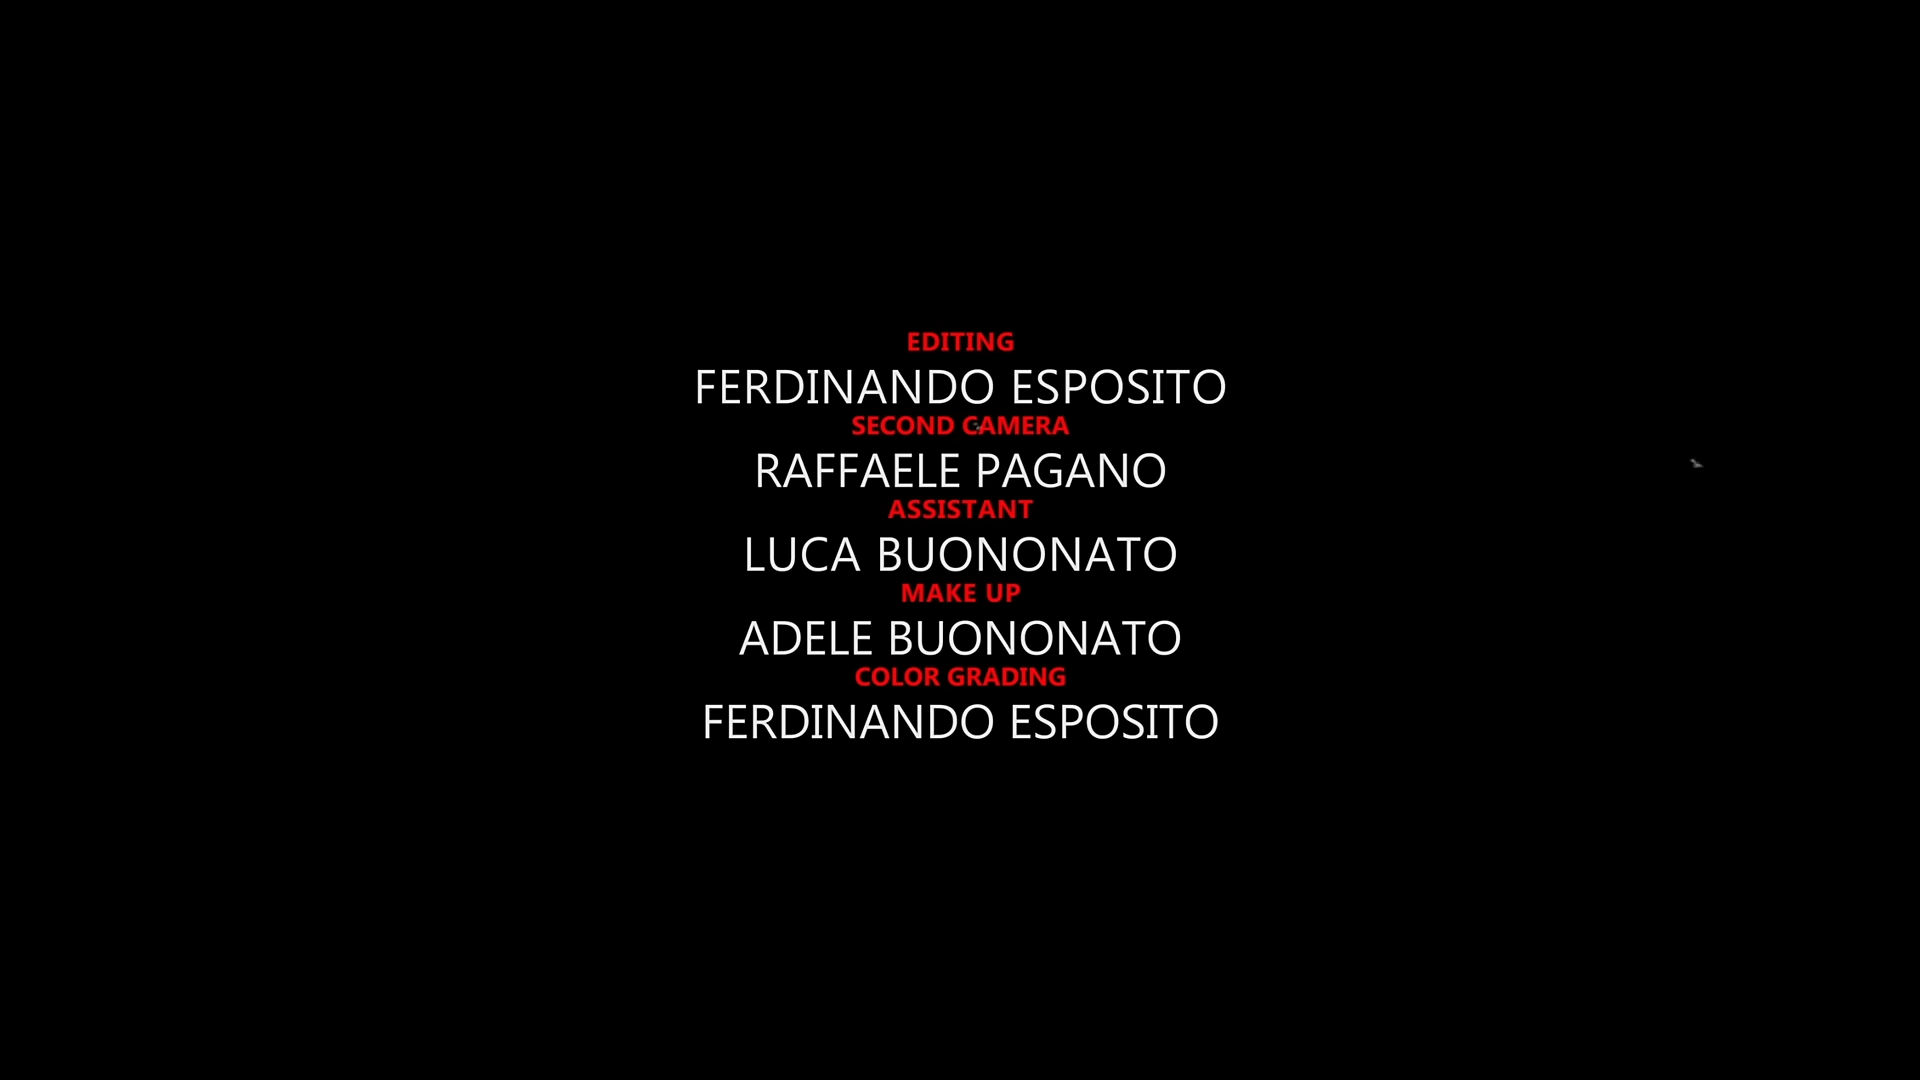 EDITING
FERDINANDO ESPOSITO
SECOND CAMERA
RAFFAELE PAGANO
ASSISTANT
LUCA BUONONATO
MAKE UP
ADELE BUONONATO
COLOR GRADING
FERDINANDO ESPOSITO